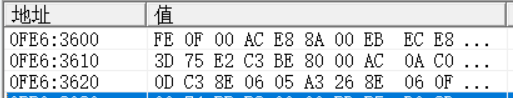 地址 值
0FE6:3600 FE 0F 00 AC E8 8A 00 EB EC E8 ...
0FE6:3610 3D 75 E2 C3 BE 80 00 AC 0A C0 ...
0FE6:3620 0D C3 8E 06 05 A3 26 8E 06 0F ...